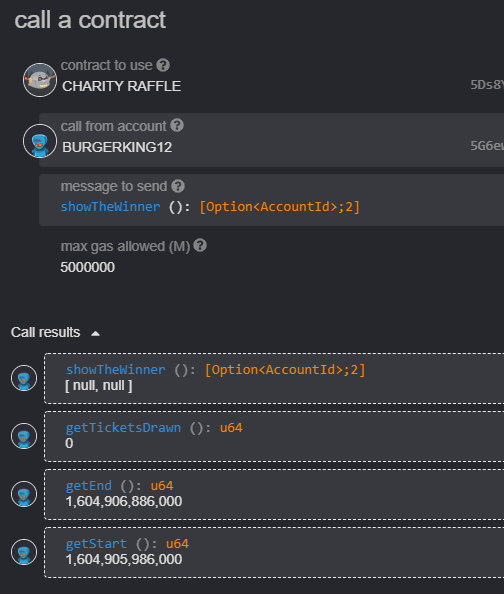 call a contract
contract to use
CHARITY RAFFLE
5Ds8Y
call from account
BURGERKING12
5G6ew
message to send
showTheWinner (): [Option<AccountId>;2]
max gas allowed (M)
5000000
Call results
showTheWinner (): [Option<AccountId>;2]
[ null, null ]
getTicketsDrawn (): u64
0
getEnd (): u64
1,604,906,886,000
getStart (): u64
1,604,905,986,000